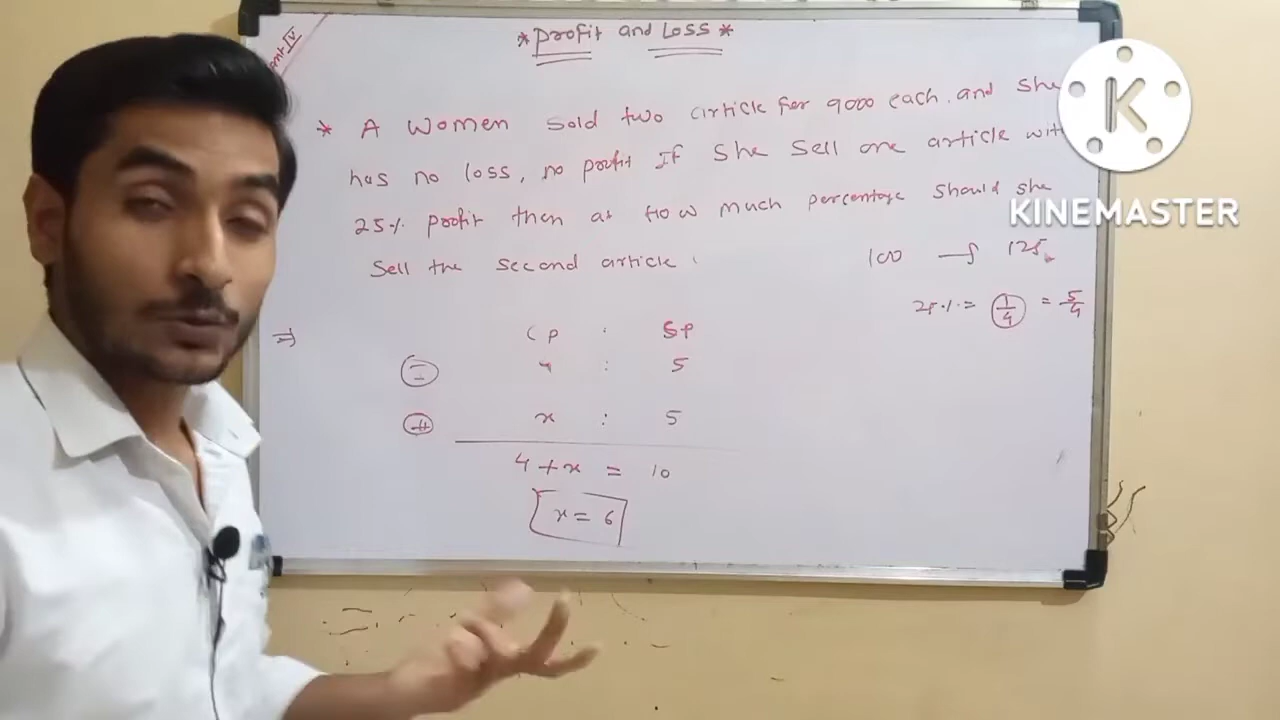 * Profit and Loss *
* A Women sold two article for 9000 each. and She
has no loss, no profit If She Sell one article with
25% profit then at How much percentage should she
Sell the second article
100 → 125
25% = 1/4 = 5/4
⇒ CP : SP
I 4 : 5
II x : 5
4 + x = 10
x = 6
K
KINEMASTER